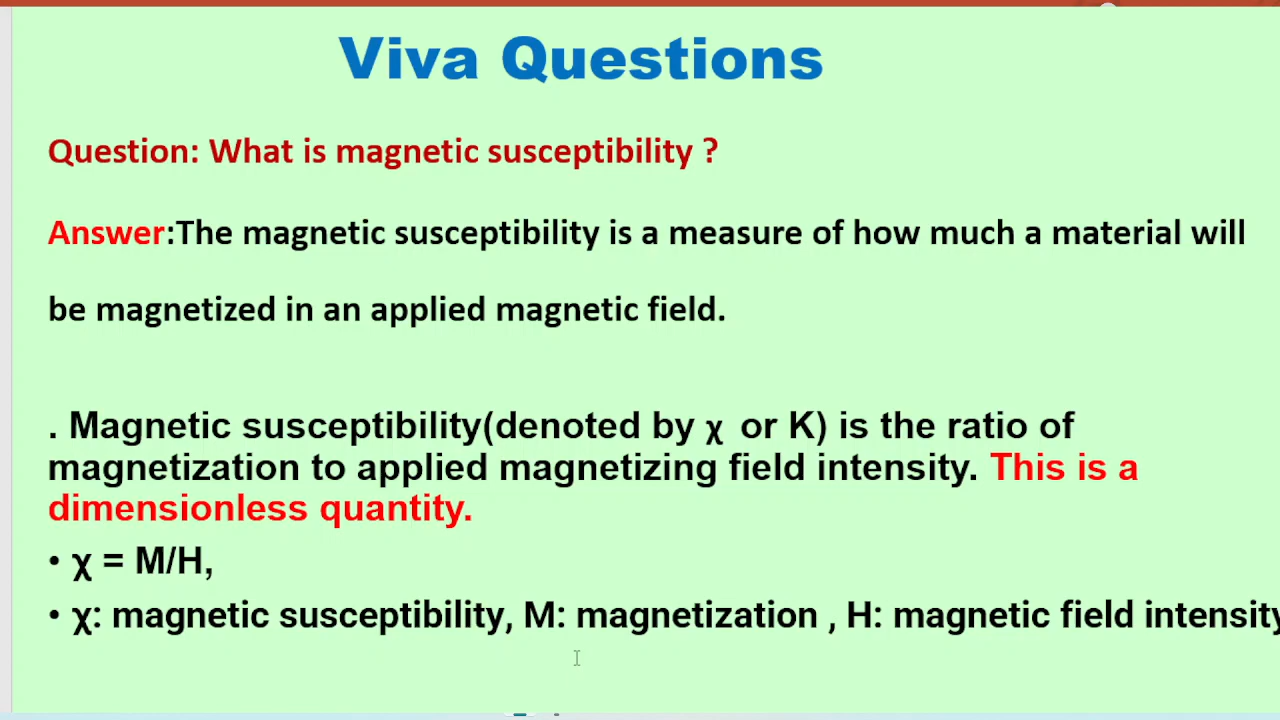 Viva Questions
Question: What is magnetic susceptibility ?
Answer:The magnetic susceptibility is a measure of how much a material will
be magnetized in an applied magnetic field.
. Magnetic susceptibility(denoted by χ or K) is the ratio of
magnetization to applied magnetizing field intensity. This is a
dimensionless quantity.
• χ = M/H,
• χ: magnetic susceptibility, M: magnetization , H: magnetic field intensity